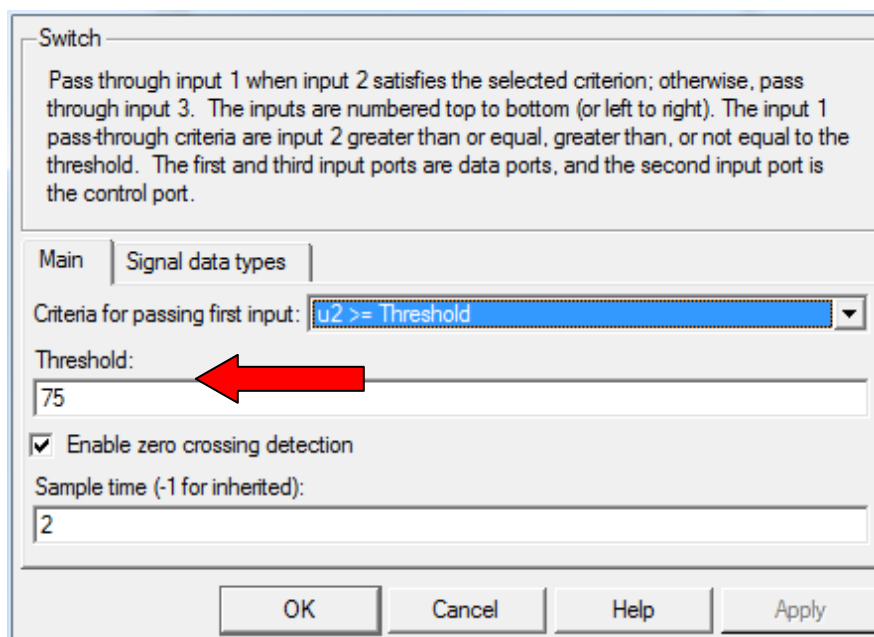 Switch
Pass through input 1 when input 2 satisfies the selected criterion; otherwise, pass
through input 3. The inputs are numbered top to bottom (or left to right). The input 1
pass-through criteria are input 2 greater than or equal, greater than, or not equal to the
threshold. The first and third input ports are data ports, and the second input port is
the control port.
Main Signal data types
Criteria for passing first input: u2 >= Threshold
Threshold:
75
Enable zero crossing detection
Sample time (-1 for inherited):
2
OK Cancel Help Apply